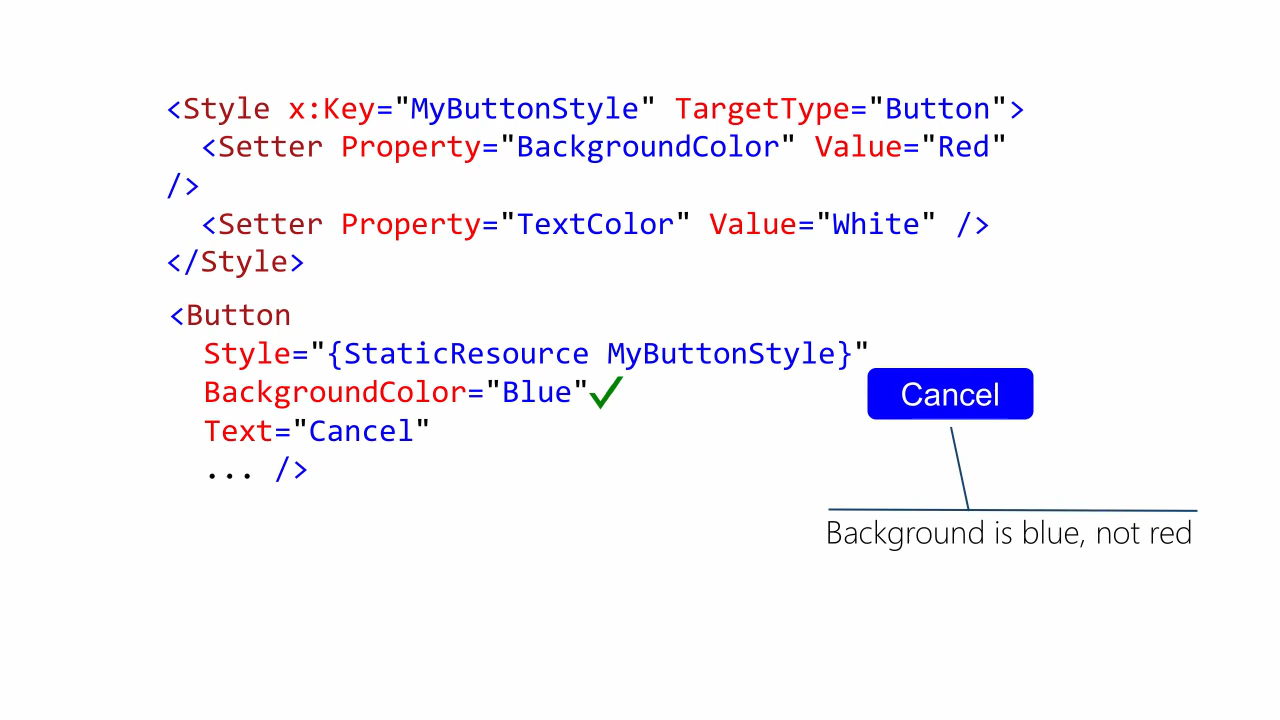 <Style x:Key="MyButtonStyle" TargetType="Button">
  <Setter Property="BackgroundColor" Value="Red"
/>
  <Setter Property="TextColor" Value="White" />
</Style>
<Button
  Style="{StaticResource MyButtonStyle}"
  BackgroundColor="Blue"
  Text="Cancel"
  ... />
Cancel
Background is blue, not red